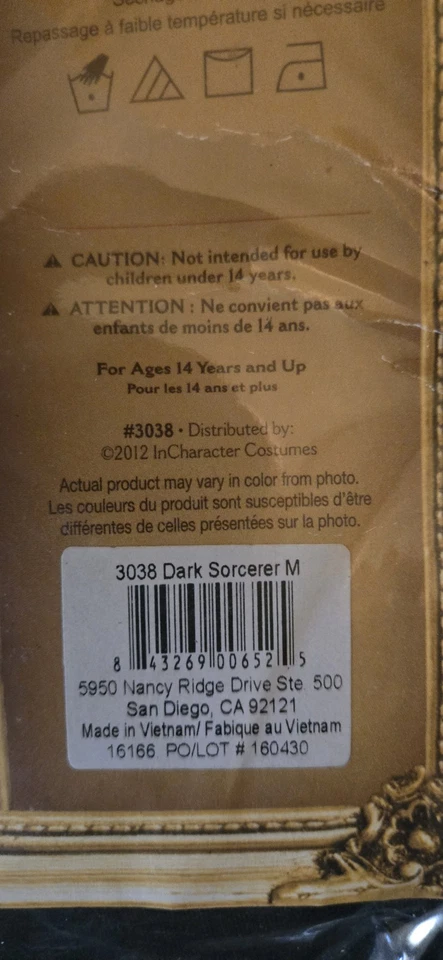 Repassage à faible température si nécessaire
⚠ CAUTION: Not intended for use by
children under 14 years.
⚠ ATTENTION : Ne convient pas aux
enfants de moins de 14 ans.
For Ages 14 Years and Up
Pour les 14 ans et plus
#3038 • Distributed by:
©2012 InCharacter Costumes
Actual product may vary in color from photo.
Les couleurs du produit sont susceptibles d'être
différentes de celles présentées sur la photo.
3038 Dark Sorcerer M
8 43269 00652 5
5950 Nancy Ridge Drive Ste 500
San Diego, CA 92121
Made in Vietnam/ Fabique au Vietnam
16166 PO/LOT # 160430